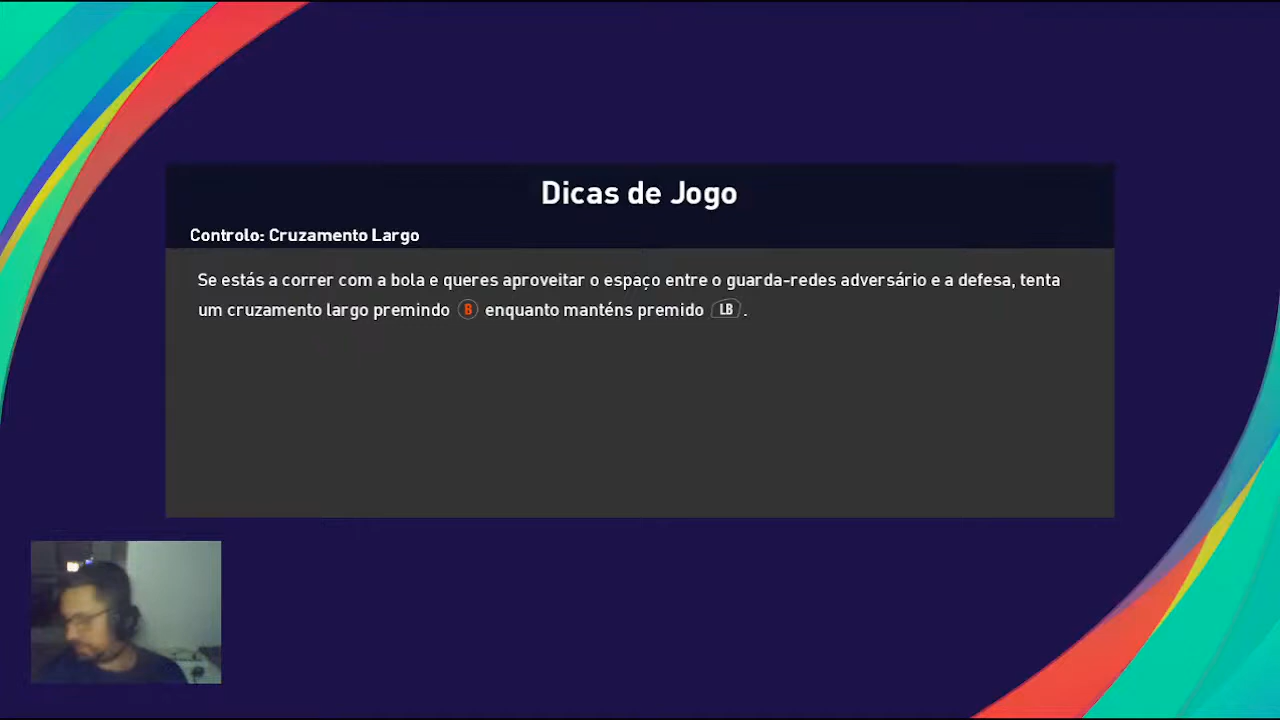 Dicas de Jogo
Controlo: Cruzamento Largo
Se estás a correr com a bola e queres aproveitar o espaço entre o guarda-redes adversário e a defesa, tenta
um cruzamento largo premindo B enquanto manténs premido LB .